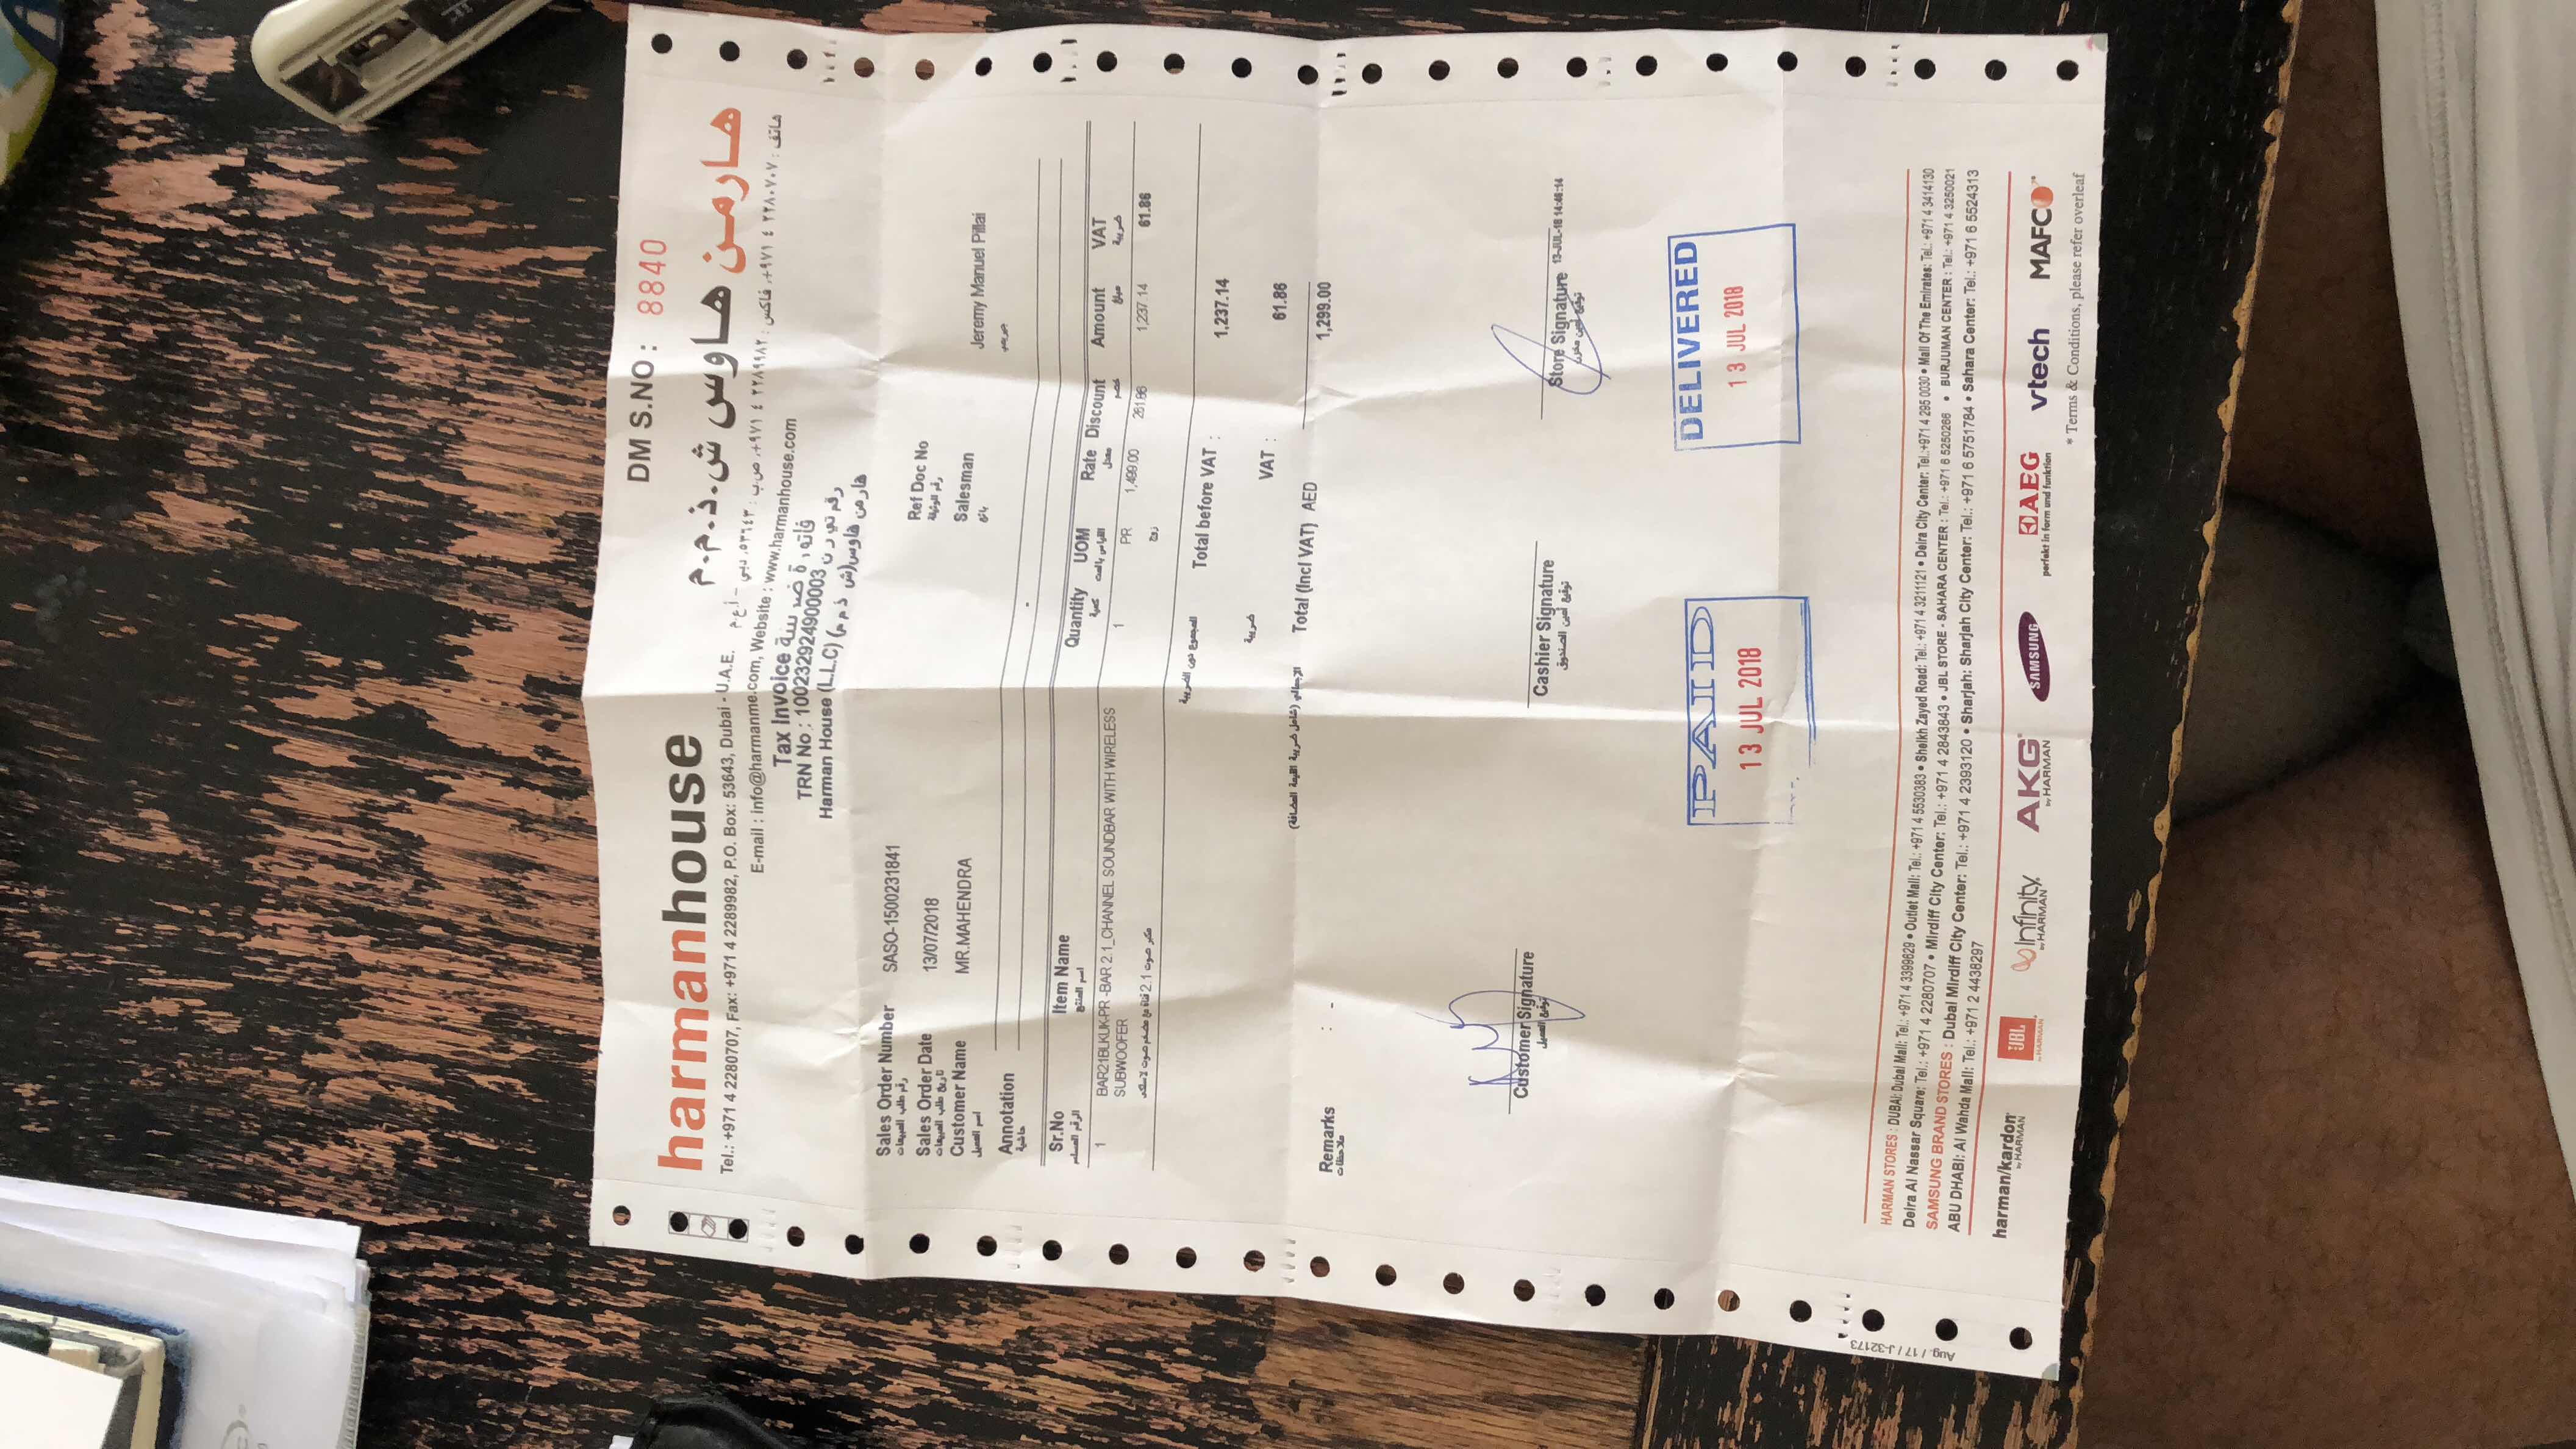 DM S.NO : 8840
harmanhouse
هارمن هاوس ش.ذ.م.م
Tel.: +971 4 2280707, Fax: +971 4 2289982, P.O. Box: 53643, Dubai - U.A.E.
هاتف : ٢٢٨٠٧٠٧ ٤ ٩٧١+، فاكس : ٢٢٨٩٩٨٢ ٤ ٩٧١+، ص.ب : ٥٣٦٤٣، دبي - أ.ع.م
E-mail : info@harmanme.com, Website : www.harmanhouse.com
Tax Invoice فاتورة ضريبية
TRN No : 100232924900003 رقم تي ر ن
Harman House (L.L.C) هارمن هاوس(ش ذ م م)
Sales Order Number SASO-1500231841
رقم طلب المبيعات
Ref Doc No
رقم الوثيقة
Sales Order Date 13/07/2018
تاريخ طلب المبيعات
Customer Name MR.MAHENDRA
اسم العميل
Salesman Jeremy Manuel Pillai
بائع جيريمي
Annotation
حاشية
Sr.No Item Name Quantity UOM Rate Discount Amount VAT
الرقم المسلسل اسم المنتج كمية القياس بالمت معدل خصم مبلغ ضريبة
1 BAR21BLKUK-PR -BAR 2.1_CHANNEL SOUNDBAR WITH WIRELESS 1 PR 1,499.00 261.86 1,237.14 61.86
SUBWOOFER زوج
مكبر صوت 2.1 قناة مع مضخم صوت لاسلكي
المجموع دون الضريبة Total before VAT : 1,237.14
ضريبة VAT : 61.86
الإجمالي (شامل ضريبة القيمة المضافة) Total (Incl VAT) AED 1,299.00
Remarks : -
ملاحظات
Customer Signature
توقيع العميل
Cashier Signature
توقيع أمين الصندوق
Store Signature 13-JUL-18 14:46:14
توقيع أمين مخزن
PAID
13 JUL 2018
DELIVERED
13 JUL 2018
Aug. / 17 / J-32173
HARMAN STORES : DUBAI: Dubai Mall: Tel.: +971 4 3399629 • Outlet Mall: Tel.: +971 4 5530383 • Sheikh Zayed Road: Tel.: +971 4 3211121 • Deira City Center: Tel.:+971 4 295 0030 • Mall Of The Emirates: Tel.: +971 4 3414130
Deira Al Nassar Square: Tel.: +971 4 2280707 • Mirdiff City Center: Tel.: +971 4 2843843 • JBL STORE - SAHARA CENTER : Tel.: +971 6 5250266 • BURJUMAN CENTER : Tel.: +971 4 3250021
SAMSUNG BRAND STORES : Dubai Mirdiff City Center: Tel.: +971 4 2393120 • Sharjah: Sharjah City Center: Tel.: +971 6 5751784 • Sahara Center: Tel.: +971 6 5524313
ABU DHABI: Al Wahda Mall: Tel.: +971 2 4438297
harman/kardon by HARMAN JBL by HARMAN Infinity by HARMAN AKG by HARMAN SAMSUNG AEG perfekt in form und funktion vtech MAFCO
* Terms & Conditions, please refer overleaf